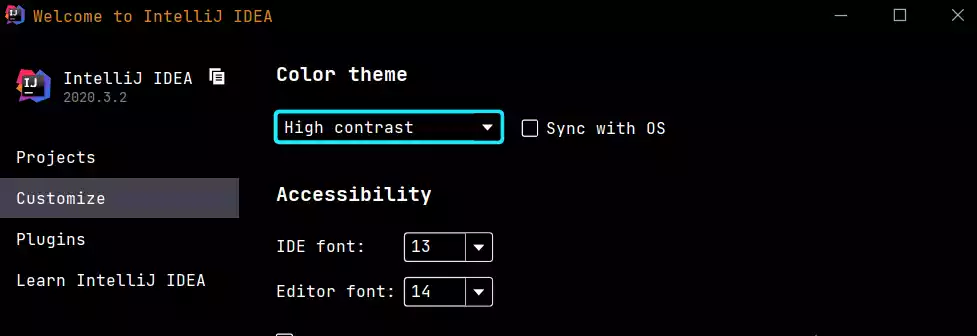 Welcome to IntelliJ IDEA
IJ
IntelliJ IDEA
2020.3.2
Projects
Customize
Plugins
Learn IntelliJ IDEA
Color theme
High contrast
Sync with OS
Accessibility
IDE font: 13
Editor font: 14